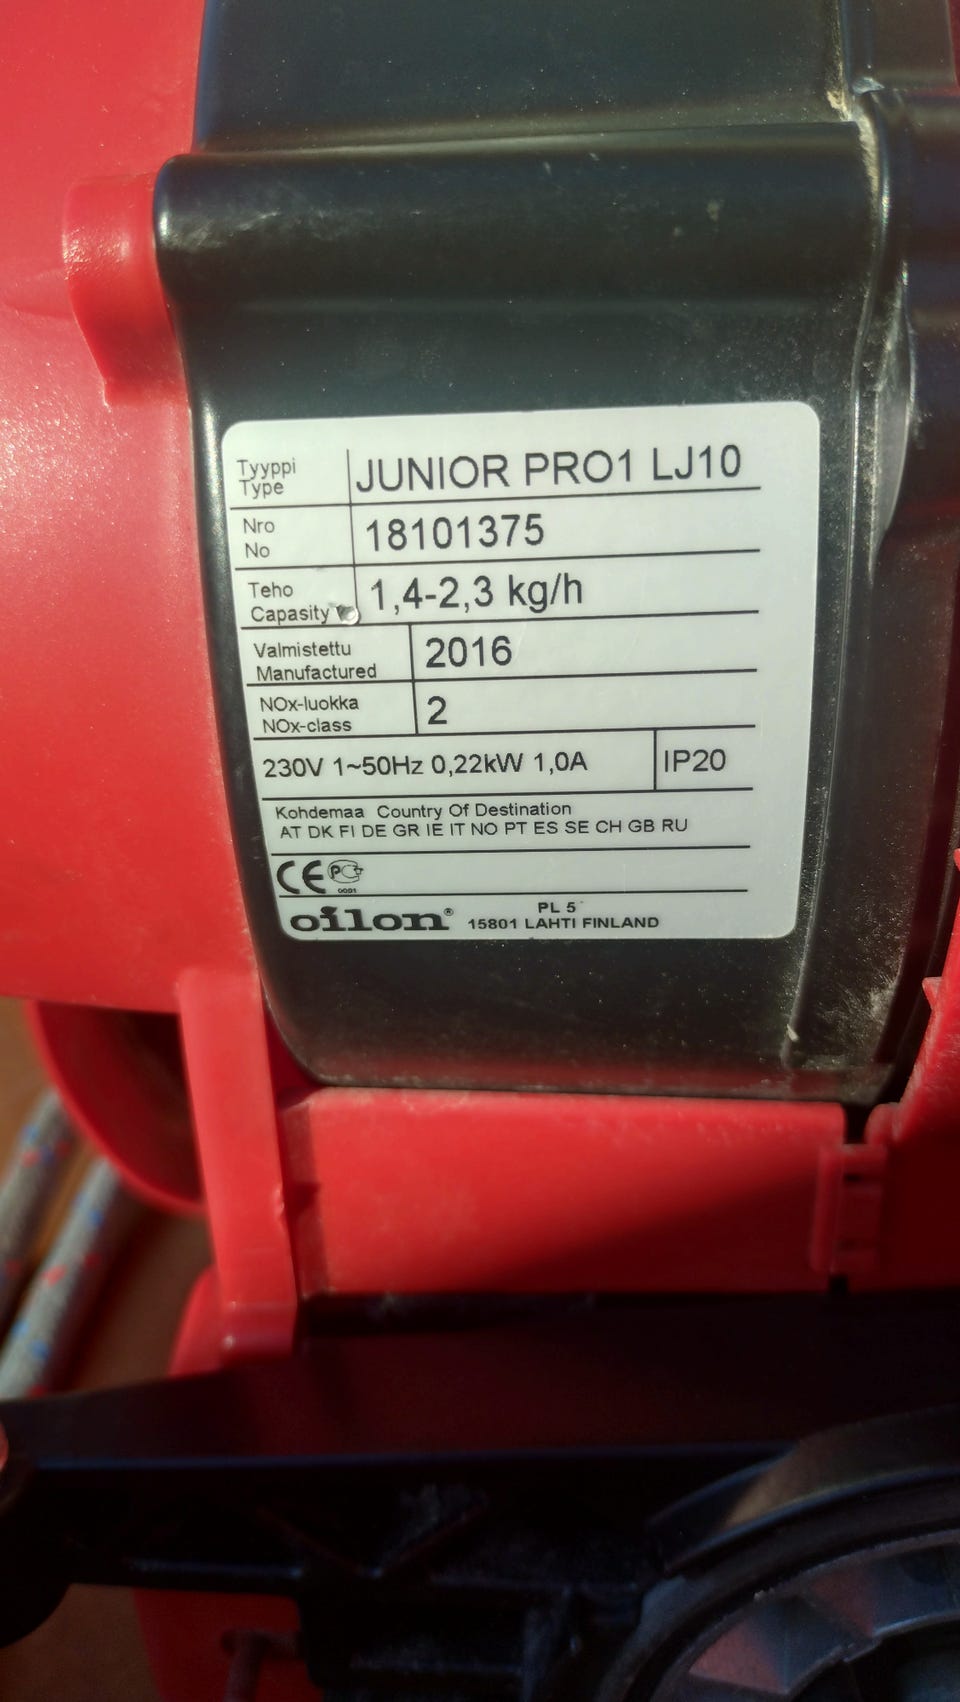 Tyyppi
Type
JUNIOR PRO1 LJ10
Nro
No
18101375
Teho
Capasity
1,4-2,3 kg/h
Valmistettu
Manufactured
2016
NOx-luokka
NOx-class
2
230V 1~50Hz 0,22kW 1,0A IP20
Kohdemaa Country Of Destination
AT DK FI DE GR IE IT NO PT ES SE CH GB RU
CE PCT
0001
oilon® PL 5
15801 LAHTI FINLAND